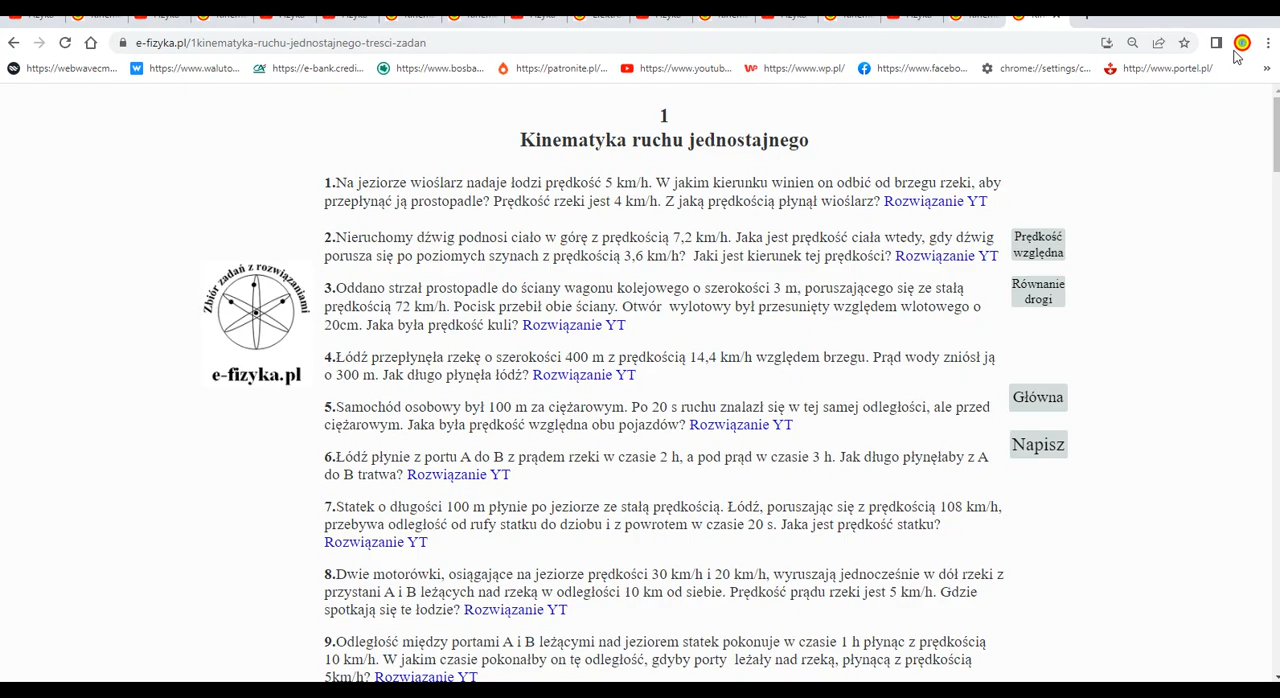 e-fizyka.pl/1kinematyka-ruchu-jednostajnego-tresci-zadan
https://webwavecm... https://www.waluto... https://e-bank.credi... https://www.bosba... https://patronite.pl/... https://www.youtub... https://www.wp.pl/ https://www.facebo... chrome://settings/c... http://www.portel.pl/ »
1
Kinematyka ruchu jednostajnego
1.Na jeziorze wioślarz nadaje łodzi prędkość 5 km/h. W jakim kierunku winien on odbić od brzegu rzeki, aby
przepłynąć ją prostopadle? Prędkość rzeki jest 4 km/h. Z jaką prędkością płynął wioślarz? Rozwiązanie YT
2.Nieruchomy dźwig podnosi ciało w górę z prędkością 7,2 km/h. Jaka jest prędkość ciała wtedy, gdy dźwig
porusza się po poziomych szynach z prędkością 3,6 km/h? Jaki jest kierunek tej prędkości? Rozwiązanie YT
Prędkość
względna
3.Oddano strzał prostopadle do ściany wagonu kolejowego o szerokości 3 m, poruszającego się ze stałą
prędkością 72 km/h. Pocisk przebił obie ściany. Otwór wylotowy był przesunięty względem wlotowego o
20cm. Jaka była prędkość kuli? Rozwiązanie YT
Równanie
drogi
Zbiór zadań z rozwiązaniami
e-fizyka.pl
4.Łódź przepłynęła rzekę o szerokości 400 m z prędkością 14,4 km/h względem brzegu. Prąd wody zniósł ją
o 300 m. Jak długo płynęła łódź? Rozwiązanie YT
5.Samochód osobowy był 100 m za ciężarowym. Po 20 s ruchu znalazł się w tej samej odległości, ale przed
ciężarowym. Jaka była prędkość względna obu pojazdów? Rozwiązanie YT
Główna
Napisz
6.Łódź płynie z portu A do B z prądem rzeki w czasie 2 h, a pod prąd w czasie 3 h. Jak długo płynęłaby z A
do B tratwa? Rozwiązanie YT
7.Statek o długości 100 m płynie po jeziorze ze stałą prędkością. Łódź, poruszając się z prędkością 108 km/h,
przebywa odległość od rufy statku do dziobu i z powrotem w czasie 20 s. Jaka jest prędkość statku?
Rozwiązanie YT
8.Dwie motorówki, osiągające na jeziorze prędkości 30 km/h i 20 km/h, wyruszają jednocześnie w dół rzeki z
przystani A i B leżących nad rzeką w odległości 10 km od siebie. Prędkość prądu rzeki jest 5 km/h. Gdzie
spotkają się te łodzie? Rozwiązanie YT
9.Odległość między portami A i B leżącymi nad jeziorem statek pokonuje w czasie 1 h płynąc z prędkością
10 km/h. W jakim czasie pokonałby on tę odległość, gdyby porty leżały nad rzeką, płynącą z prędkością
5km/h? Rozwiązanie YT